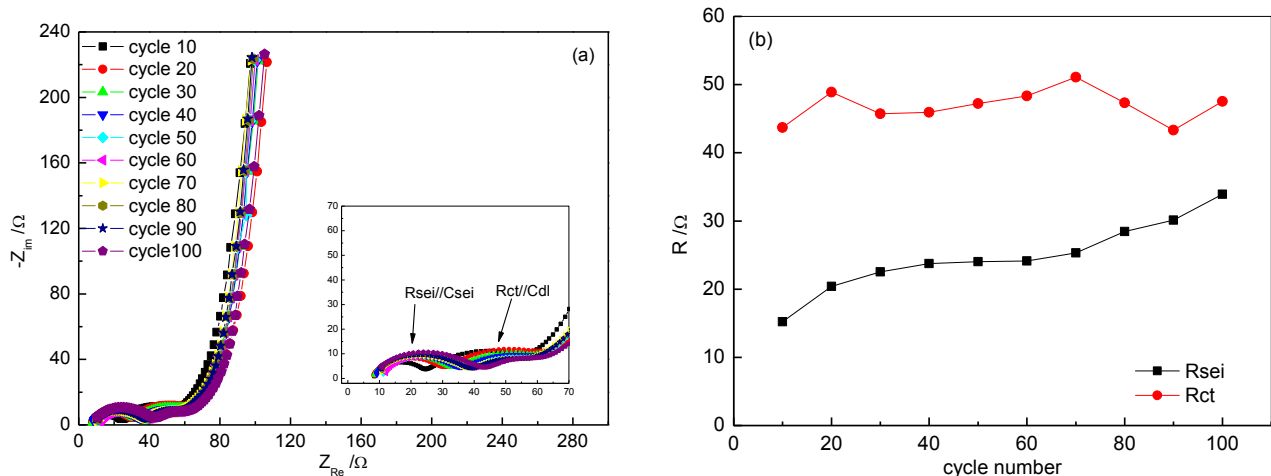 (a)
240
200
160
120
80
40
0
-Z_im /Ω
cycle 10
cycle 20
cycle 30
cycle 40
cycle 50
cycle 60
cycle 70
cycle 80
cycle 90
cycle100
70
60
50
40
30
20
10
0
Rsei//Csei
Rct//Cdl
0 10 20 30 40 50 60 70
0 40 80 120 160 200 240 280
Z_Re /Ω
(b)
60
50
40
30
20
10
0
R /Ω
Rsei
Rct
0 20 40 60 80 100
cycle number